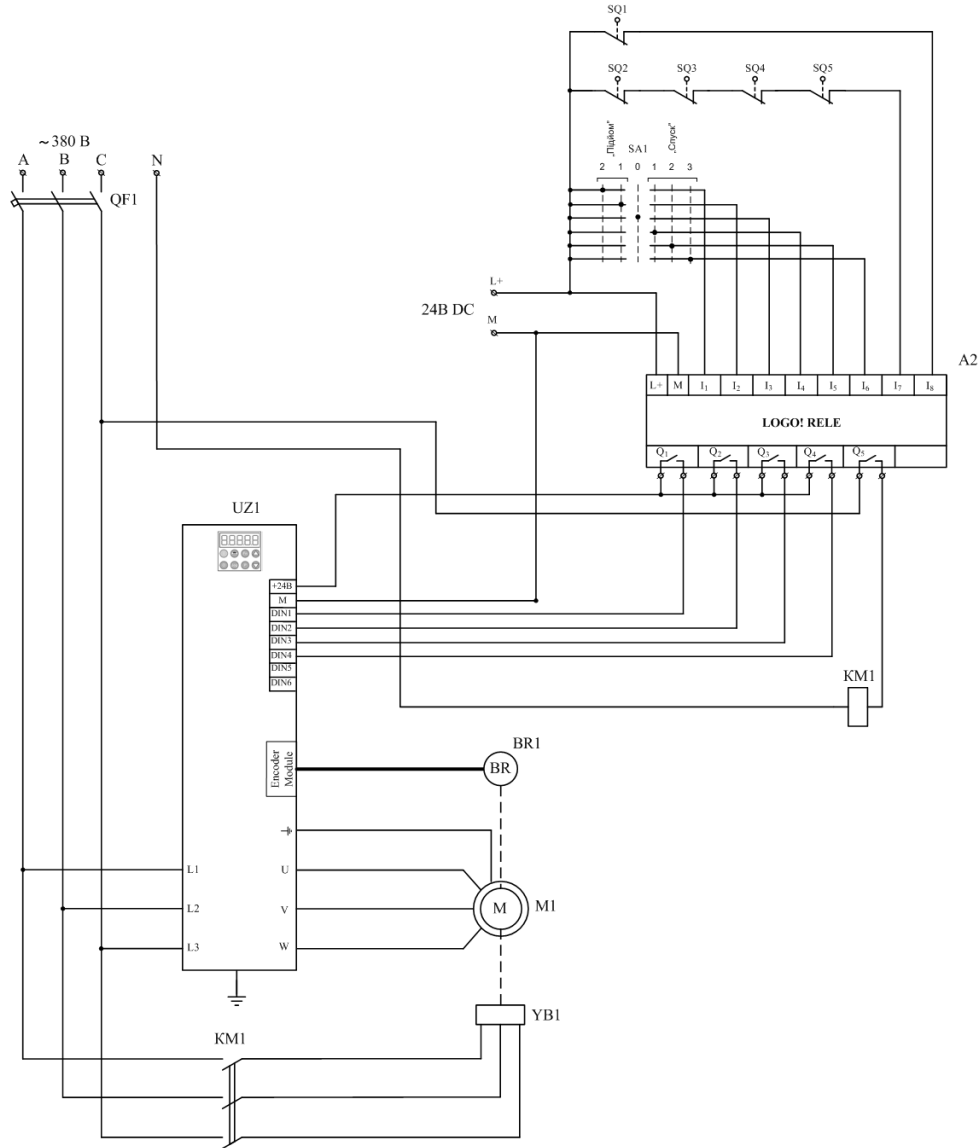 SQ1
SQ2 SQ3 SQ4 SQ5
„Підйом" SA1 „Спуск"
2 1 0 1 2 3
~380 В
A B C N
QF1
L+
24В DC
M
A2
L+ M I1 I2 I3 I4 I5 I6 I7 I8
LOGO! RELE
Q1 Q2 Q3 Q4 Q5
UZ1
+24В
M
DIN1
DIN2
DIN3
DIN4
DIN5
DIN6
KM1
Encoder
Module
BR1
BR
L1 U
M M1
L2 V
L3 W
YB1
KM1